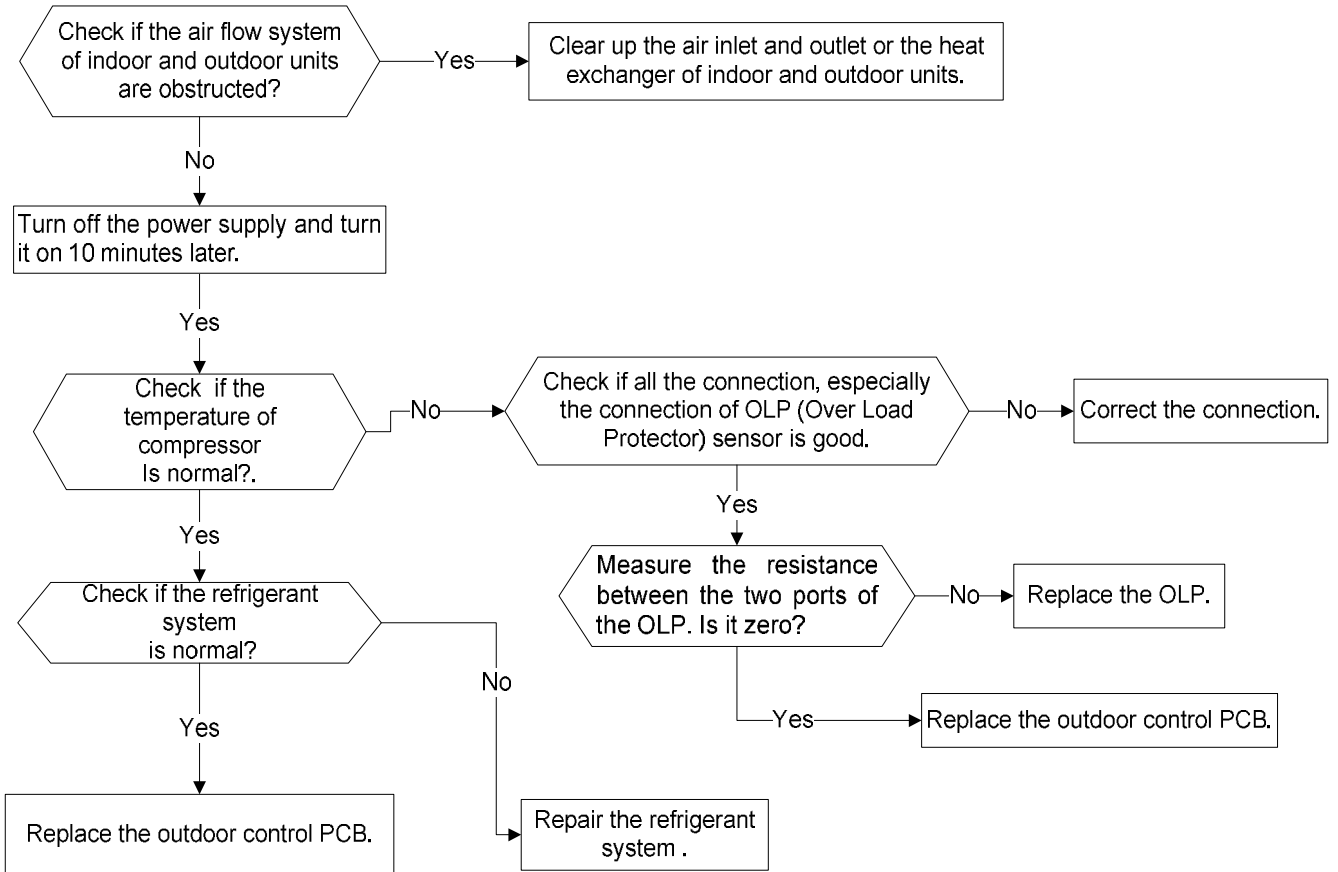 Check if the air flow system
of indoor and outdoor units
are obstructed?
Yes
Clear up the air inlet and outlet or the heat
exchanger of indoor and outdoor units.
No
Turn off the power supply and turn
it on 10 minutes later.
Yes
Check if the
temperature of
compressor
Is normal?.
No
Check if all the connection, especially
the connection of OLP (Over Load
Protector) sensor is good.
No
Correct the connection.
Yes
Yes
Measure the resistance
between the two ports of
the OLP. Is it zero?
No
Replace the OLP.
Check if the refrigerant
system
is normal?
No
Yes
Replace the outdoor control PCB.
Yes
Replace the outdoor control PCB.
Repair the refrigerant
system .